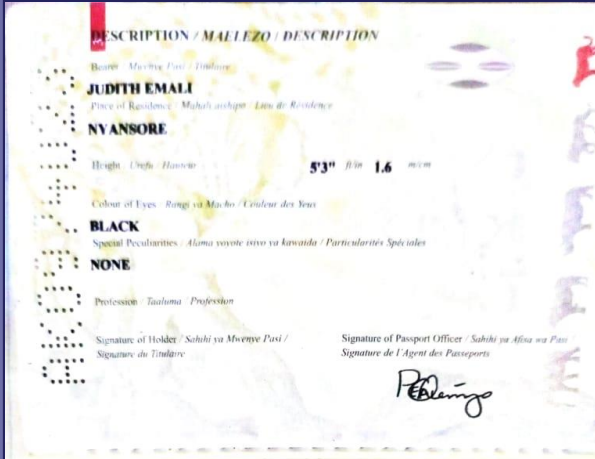 DESCRIPTION / MAELEZO / DESCRIPTION
Bearer / Mwenye Pasi / Titulaire
JUDITH EMALI
Place of Residence / Mahali aishipo / Lieu de Résidence
NYANSORE
Height / Urefu / Hauteur 5'3" ft/in 1.6 m/cm
Colour of Eyes / Rangi ya Macho / Couleur des Yeux
BLACK
Special Peculiarities / Alama yoyote isiyo ya kawaida / Particularités Spéciales
NONE
Profession / Taaluma / Profession
Signature of Holder / Sahihi ya Mwenye Pasi /
Signature du Titulaire
Signature of Passport Officer / Sahihi ya Afisa wa Pasi
Signature de l'Agent des Passeports